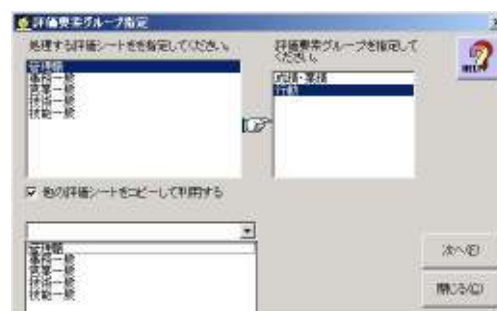 評価要素グループ指定
処理する評価シートをを指定してください。
評価要素グループを指定して
ください。
管理職
事務一般
営業一般
技術一般
技能一般
成績・業績
行動
HELP
他の評価シートをコピーして利用する
管理職
事務一般
営業一般
技術一般
技能一般
次へ(N)
閉じる(C)